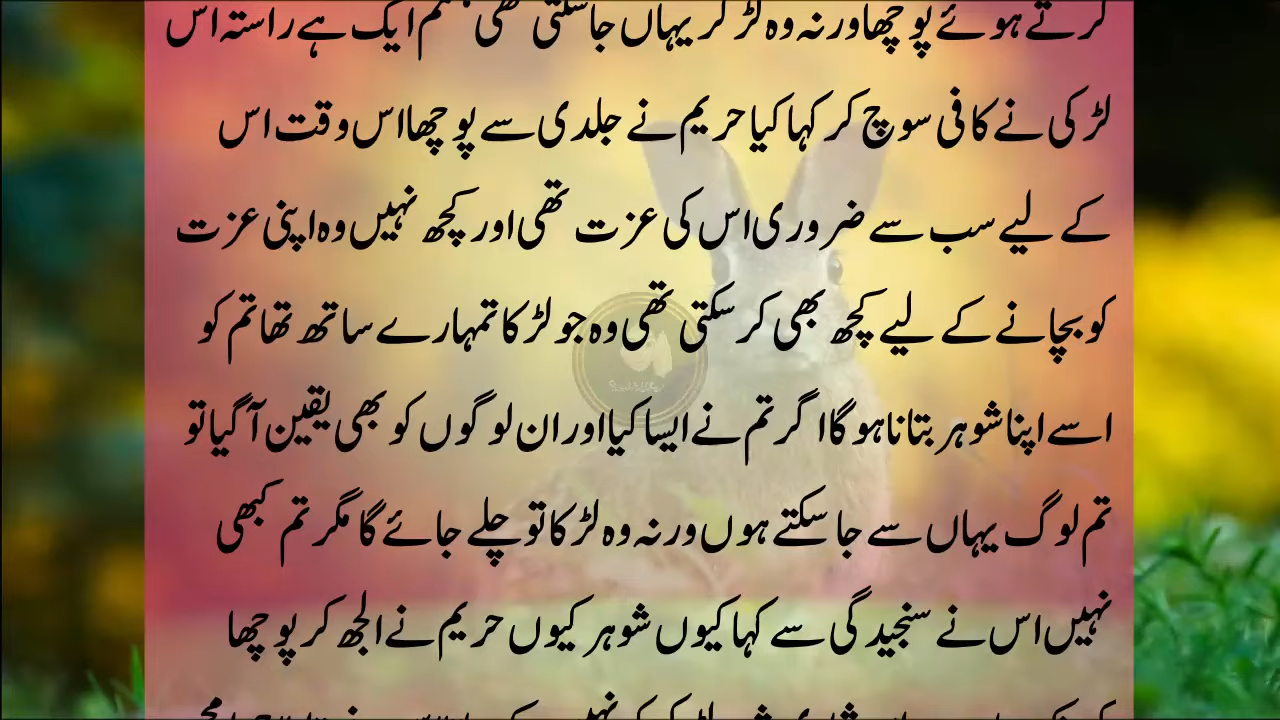 کرتے ہوئے پوچھا ورنہ وہ لڑکر یہاں جاسکتی تھی ایک ہے راستہ اس
لڑکی نے کافی سوچ کر کہا کیا حریم نے جلدی سے پوچھا اس وقت اس
کے لیے سب سے ضروری اس کی عزت تھی اور کچھ نہیں وہ اپنی عزت
کو بچانے کے لیے کچھ بھی کر سکتی تھی وہ جو لڑکا تمہارے ساتھ تھا تم کو
اسے اپنا شوہر بتانا ہو گا اگر تم نے ایسا کیا اور ان لوگوں کو بھی یقین آگیا تو
تم لوگ یہاں سے جا سکتے ہوں ورنہ وہ لڑکا تو چلے جائے گا مگر تم کبھی
نہیں اس نے سنجیدگی سے کہا کیوں شوہر کیوں حریم نے الجھ کر پوچھا